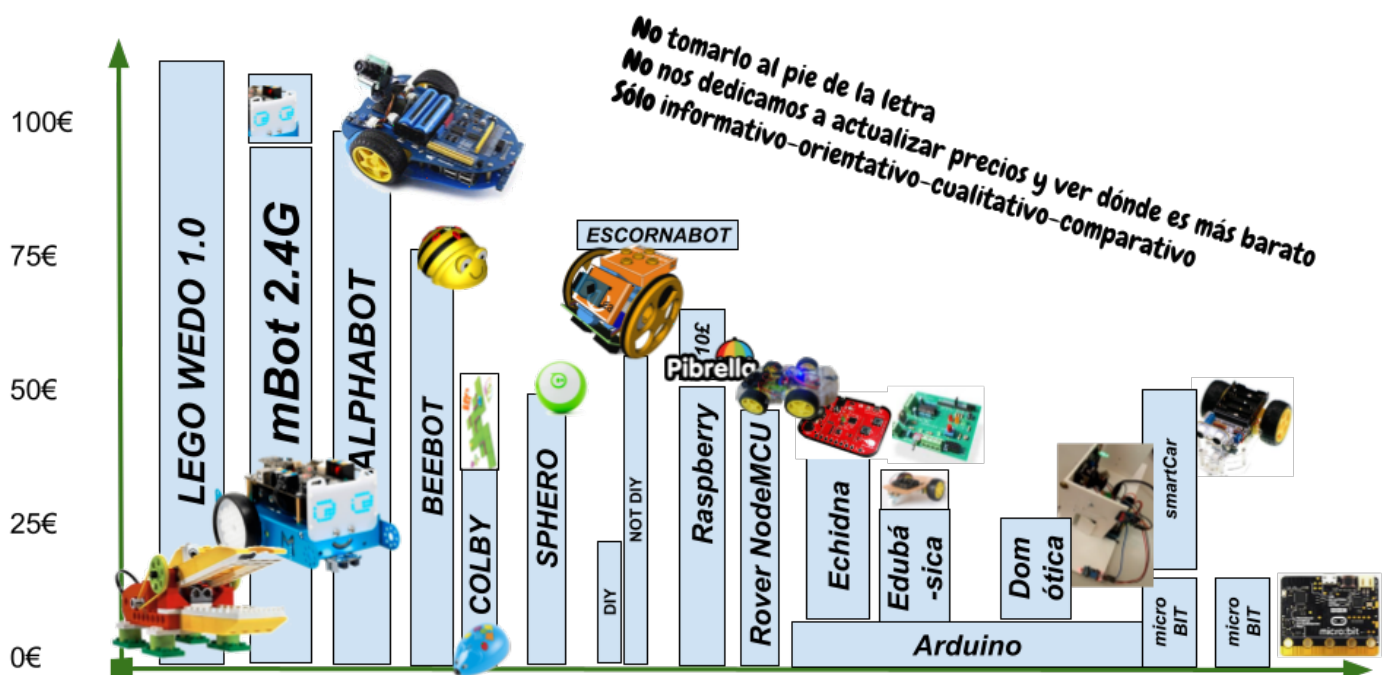 No tomarlo al pie de la letra
No nos dedicamos a actualizar precios y ver dónde es más barato
Sólo informativo-orientativo-cualitativo-comparativo
100€
75€
50€
25€
0€
LEGO WEDO 1.0
mBot 2.4G
ALPHABOT
BEEBOT
COLBY
SPHERO
ESCORNABOT
DIY
NOT DIY
10£
Pibrella
Raspberry
Rover NodeMCU
Echidna
Edubá
-sica
Dom
ótica
Arduino
smartCar
micro
BIT
micro
BIT
micro:bit